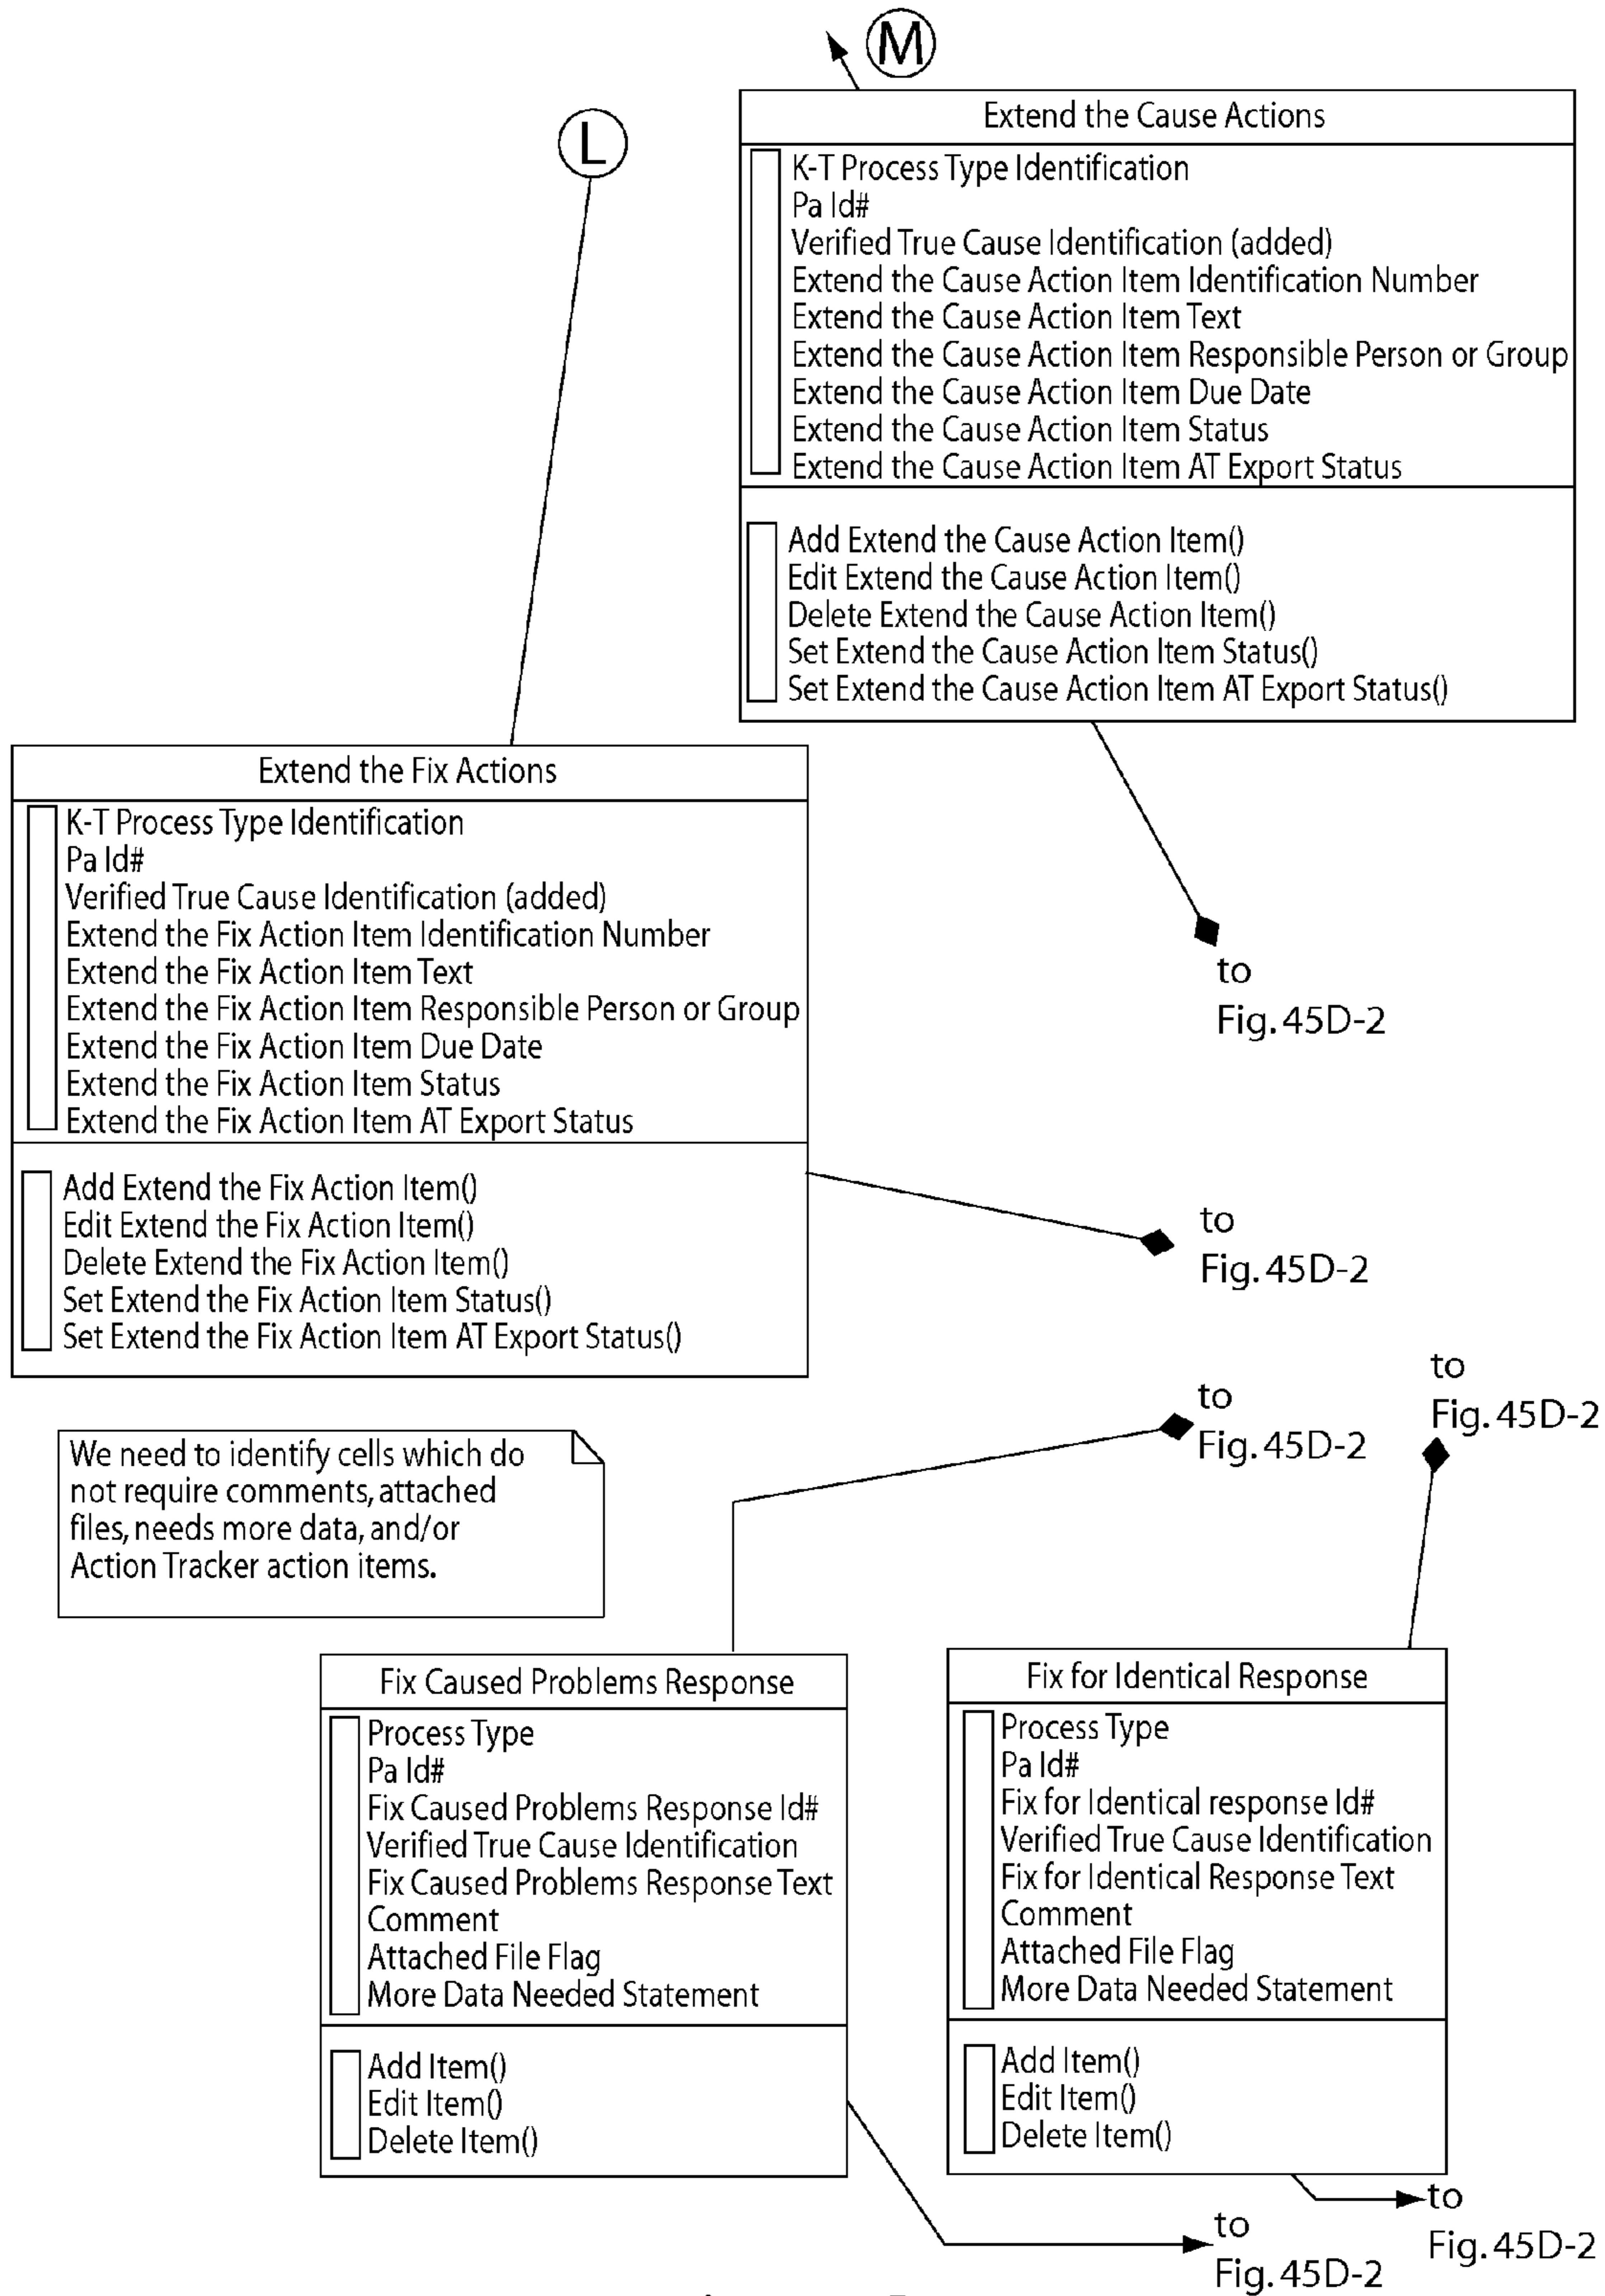 M
L
Extend the Cause Actions
K-T Process Type Identification
Pa Id#
Verified True Cause Identification (added)
Extend the Cause Action Item Identification Number
Extend the Cause Action Item Text
Extend the Cause Action Item Responsible Person or Group
Extend the Cause Action Item Due Date
Extend the Cause Action Item Status
Extend the Cause Action Item AT Export Status
Add Extend the Cause Action Item()
Edit Extend the Cause Action Item()
Delete Extend the Cause Action Item()
Set Extend the Cause Action Item Status()
Set Extend the Cause Action Item AT Export Status()
to
Fig. 45D-2
Extend the Fix Actions
K-T Process Type Identification
Pa Id#
Verified True Cause Identification (added)
Extend the Fix Action Item Identification Number
Extend the Fix Action Item Text
Extend the Fix Action Item Responsible Person or Group
Extend the Fix Action Item Due Date
Extend the Fix Action Item Status
Extend the Fix Action Item AT Export Status
Add Extend the Fix Action Item()
Edit Extend the Fix Action Item()
Delete Extend the Fix Action Item()
Set Extend the Fix Action Item Status()
Set Extend the Fix Action Item AT Export Status()
to
Fig. 45D-2
to
Fig. 45D-2
to
Fig. 45D-2
We need to identify cells which do
not require comments, attached
files, needs more data, and/or
Action Tracker action items.
Fix Caused Problems Response
Process Type
Pa Id#
Fix Caused Problems Response Id#
Verified True Cause Identification
Fix Caused Problems Response Text
Comment
Attached File Flag
More Data Needed Statement
Add Item()
Edit Item()
Delete Item()
Fix for Identical Response
Process Type
Pa Id#
Fix for Identical response Id#
Verified True Cause Identification
Fix for Identical Response Text
Comment
Attached File Flag
More Data Needed Statement
Add Item()
Edit Item()
Delete Item()
to
Fig. 45D-2
to
Fig. 45D-2